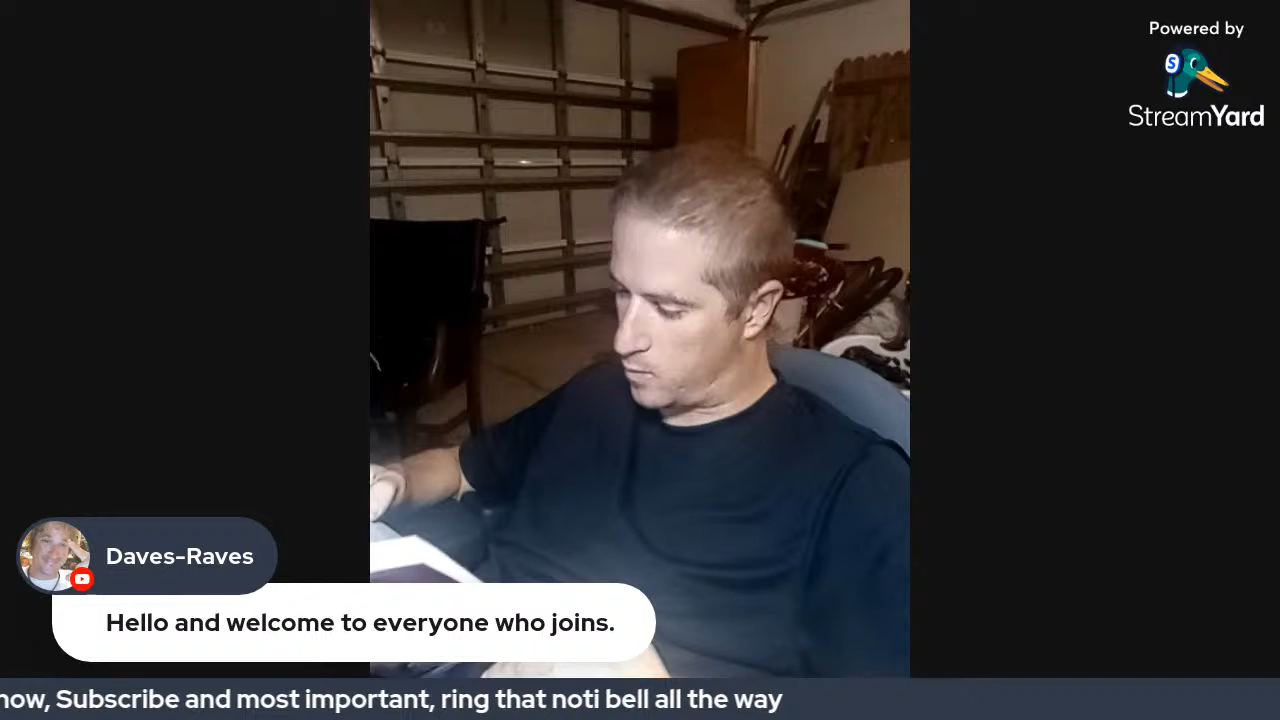 Powered by
StreamYard
Daves-Raves
Hello and welcome to everyone who joins.
now, Subscribe and most important, ring that noti bell all the way